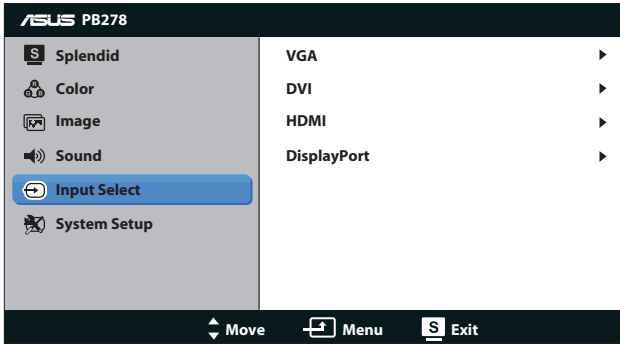 ASUS PB278
S Splendid
Color
Image
Sound
Input Select
System Setup
VGA
DVI
HDMI
DisplayPort
Move Menu S Exit